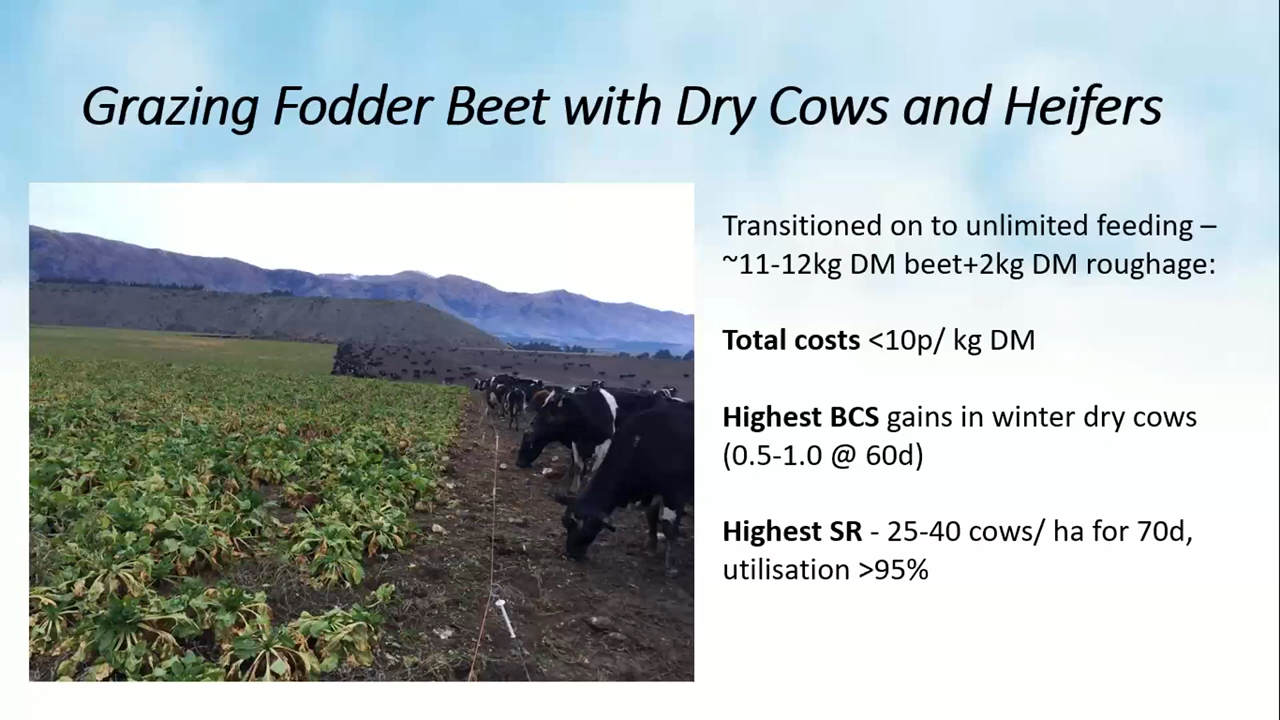 Grazing Fodder Beet with Dry Cows and Heifers
Transitioned on to unlimited feeding –
~11-12kg DM beet+2kg DM roughage:
Total costs <10p/ kg DM
Highest BCS gains in winter dry cows
(0.5-1.0 @ 60d)
Highest SR - 25-40 cows/ ha for 70d,
utilisation >95%